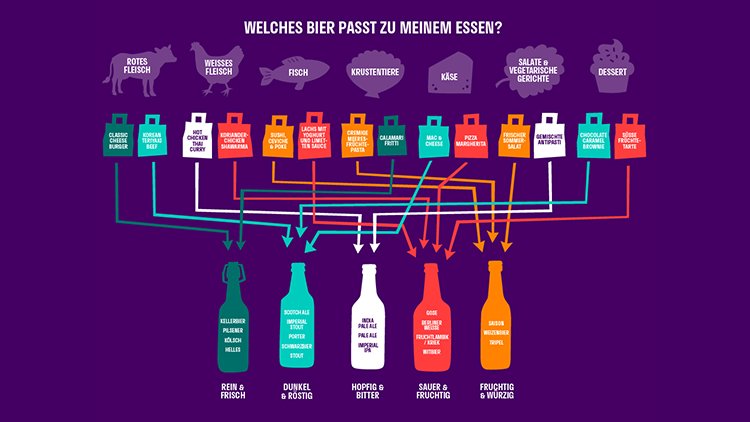 WELCHES BIER PASST ZU MEINEM ESSEN?
ROTES
FLEISCH
WEISSES
FLEISCH
FISCH
KRUSTENTIERE
KÄSE
SALATE &
VEGETARISCHE
GERICHTE
DESSERT
CLASSIC
CHEESE
BURGER
KOREAN
TERIYAKI
BEEF
HOT
CHICKEN
THAI
CURRY
KORIANDER-
CHICKEN
SHAWARMA
SUSHI,
CEVICHE
& POKE
LACHS MIT
YOGHURT
UND LIMET-
TEN SAUCE
CREMIGE
MEERES-
FRÜCHTE-
PASTA
CALAMARI
FRITTI
MAC &
CHEESE
PIZZA
MARGHERITA
FRISCHER
SOMMER-
SALAT
GEMISCHTE
ANTIPASTI
CHOCOLATE
CARAMEL
BROWNIE
SÜSSE
FRÜCHTE-
TARTE
KELLERBIER
PILSENER
KÖLSCH
HELLES
SCOTCH ALE
IMPERIAL
STOUT
PORTER
SCHWARZBIER
STOUT
INDIA
PALE ALE
PALE ALE
IMPERIAL
IPA
GOSE
BERLINER
WEISSE
FRUCHTLAMBIK
/ KRIEK
WITBIER
SAISON
WEIZENBIER
TRIPEL
REIN &
FRISCH
DUNKEL
& RÖSTIG
HOPFIG &
BITTER
SAUER &
FRUCHTIG
FRUCHTIG
& WÜRZIG